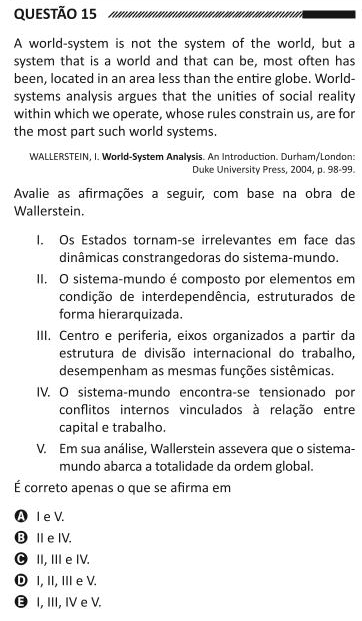 QUESTÃO 15
A world-system is not the system of the world, but a
system that is a world and that can be, most often has
been, located in an area less than the entire globe. World-
systems analysis argues that the unities of social reality
within which we operate, whose rules constrain us, are for
the most part such world systems.
WALLERSTEIN, I. World-System Analysis. An Introduction. Durham/London:
Duke University Press, 2004, p. 98-99.
Avalie as afirmações a seguir, com base na obra de
Wallerstein.
I. Os Estados tornam-se irrelevantes em face das
dinâmicas constrangedoras do sistema-mundo.
II. O sistema-mundo é composto por elementos em
condição de interdependência, estruturados de
forma hierarquizada.
III. Centro e periferia, eixos organizados a partir da
estrutura de divisão internacional do trabalho,
desempenham as mesmas funções sistêmicas.
IV. O sistema-mundo encontra-se tensionado por
conflitos internos vinculados à relação entre
capital e trabalho.
V. Em sua análise, Wallerstein assevera que o sistema-
mundo abarca a totalidade da ordem global.
É correto apenas o que se afirma em
A I e V.
B II e IV.
C II, III e IV.
D I, II, III e V.
E I, III, IV e V.